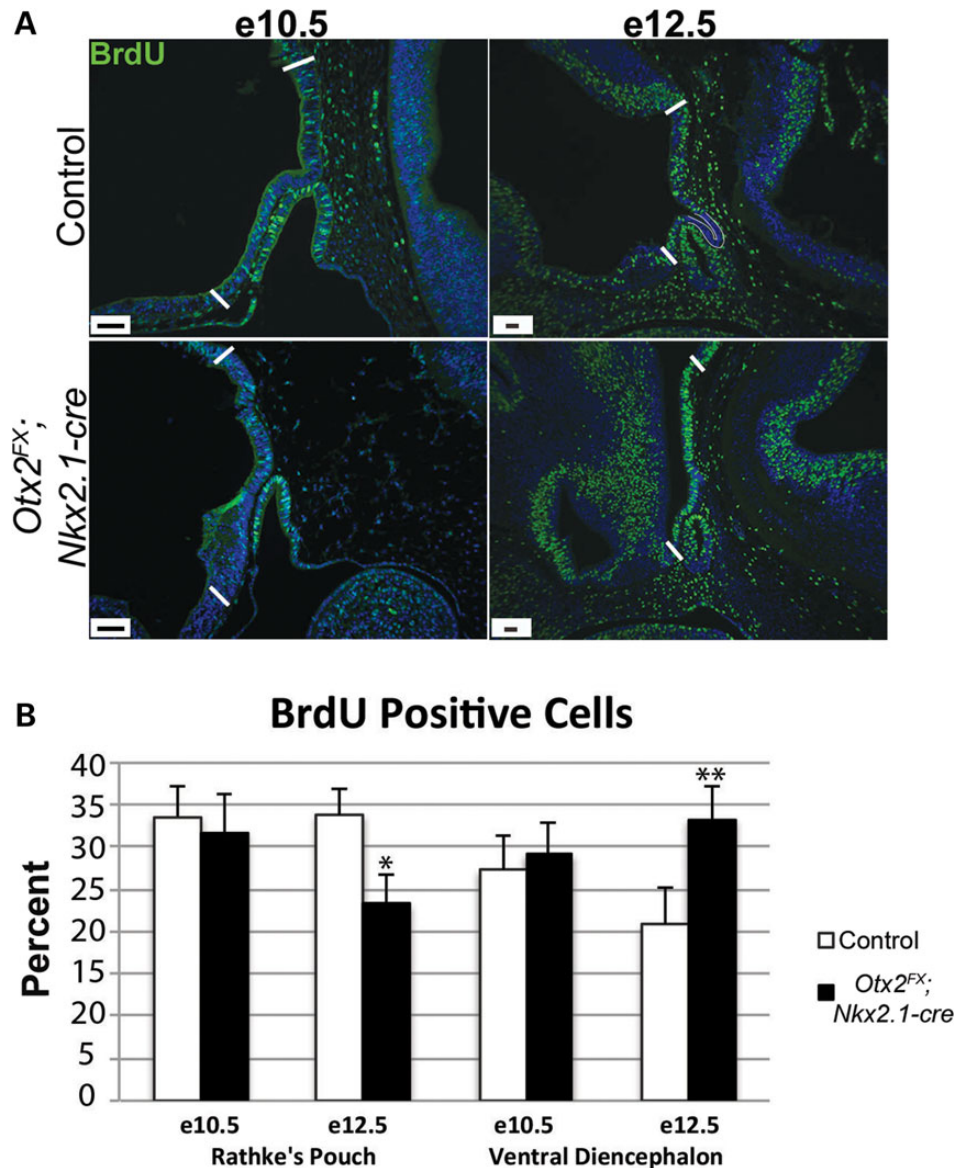 A
e10.5
e12.5
BrdU
Control
Otx2FX;
Nkx2.1-cre
B
BrdU Positive Cells
Percent
40
35
30
25
20
15
20
5
0
e10.5
e12.5
e10.5
e12.5
Rathke's Pouch
Ventral Diencephalon
*
**
Control
Otx2FX;
Nkx2.1-cre